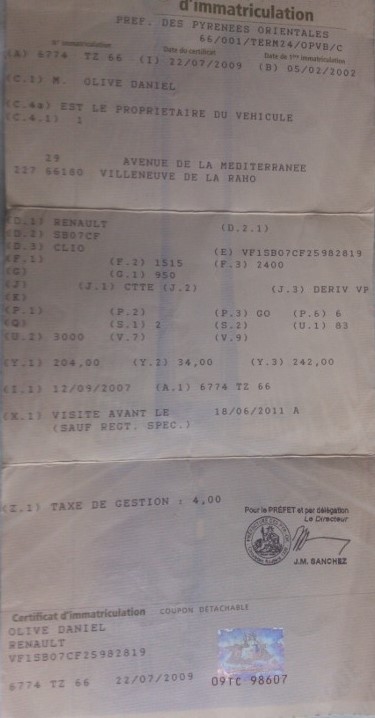 d'immatriculation
PREF. DES PYRENEES ORIENTALES
66/001/TERM24/OPVB/C
N° immatriculation Date du certificat Date de 1ère immatriculation
(A) 6774 TZ 66 (I) 22/07/2009 (B) 05/02/2002
(C.1) M. OLIVE DANIEL
(C.4a) EST LE PROPRIETAIRE DU VEHICULE
(C.4.1) 1
29 AVENUE DE LA MEDITERRANEE
227 66180 VILLENEUVE DE LA RAHO
(D.1) RENAULT (D.2.1)
(D.2) SB07CF
(D.3) CLIO (E) VF1SB07CF25982819
(F.1) (F.2) 1515 (F.3) 2400
(G) (G.1) 950
(J) (J.1) CTTE (J.2) (J.3) DERIV VP
(K)
(P.1) (P.2) (P.3) GO (P.6) 6
(Q) (S.1) 2 (S.2) (U.1) 83
(U.2) 3000 (V.7) (V.9)
(Y.1) 204,00 (Y.2) 34,00 (Y.3) 242,00
(I.1) 12/09/2007 (A.1) 6774 TZ 66
(X.1) VISITE AVANT LE 18/06/2011 A
(SAUF REGT. SPEC.)
(Z.1) TAXE DE GESTION : 4,00
Pour le PRÉFET et par délégation
Le Directeur
J.M. SANCHEZ
Certificat d'immatriculation COUPON DÉTACHABLE
OLIVE DANIEL
RENAULT
VF1SB07CF25982819
6774 TZ 66 22/07/2009 09TC 98607